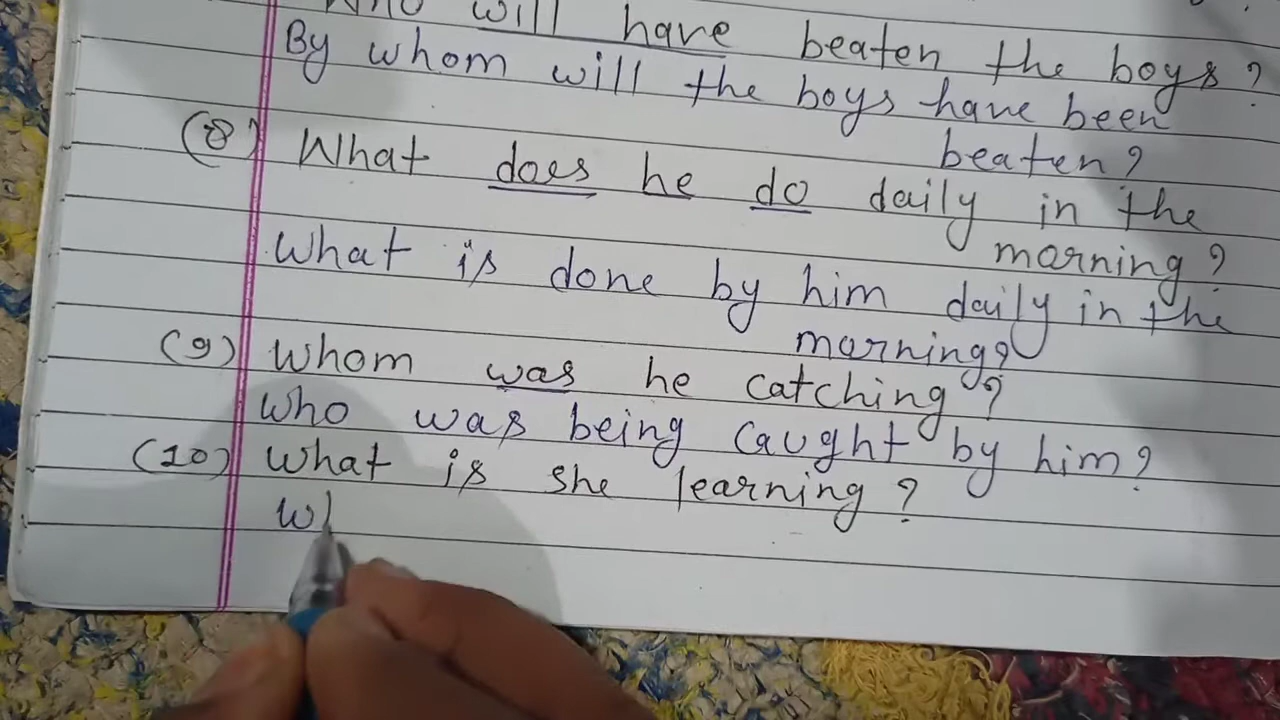 Who will have beaten the boys?
By whom will the boys have been
beaten?
(8) What does he do daily in the
morning?
What is done by him daily in the
morning?
(9) Whom was he catching?
Who was being caught by him?
(10) What is she learning?
Wh